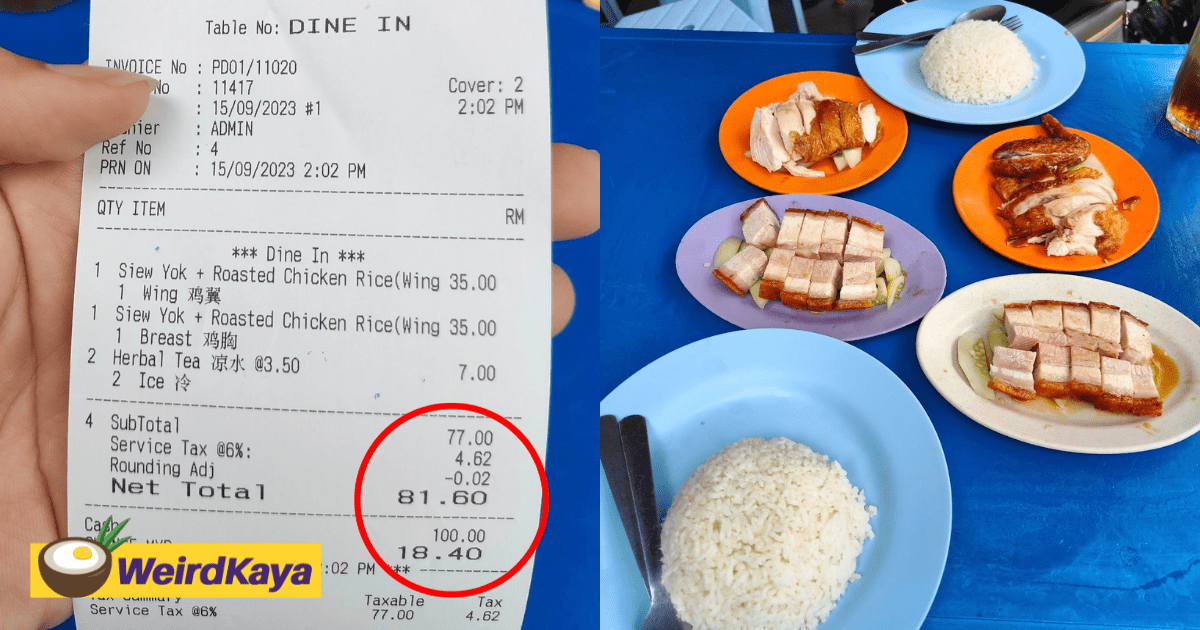 Table No: DINE IN
INVOICE No : PD01/11020
No : 11417
Cover: 2
: 15/09/2023 #1
2:02 PM
: ADMIN
Ref No : 4
PRN ON : 15/09/2023 2:02 PM
QTY ITEM RM
*** Dine In ***
1 Siew Yok + Roasted Chicken Rice(Wing 35.00
1 Wing 鸡翼
1 Siew Yok + Roasted Chicken Rice(Wing 35.00
1 Breast 鸡胸
2 Herbal Tea 凉水 @3.50 7.00
2 Ice 冷
4 SubTotal 77.00
Service Tax @6%: 4.62
Rounding Adj -0.02
Net Total 81.60
Cash 100.00
18.40
:02 PM ***
WeirdKaya
Tax Summary Taxable Tax
Service Tax @6% 77.00 4.62